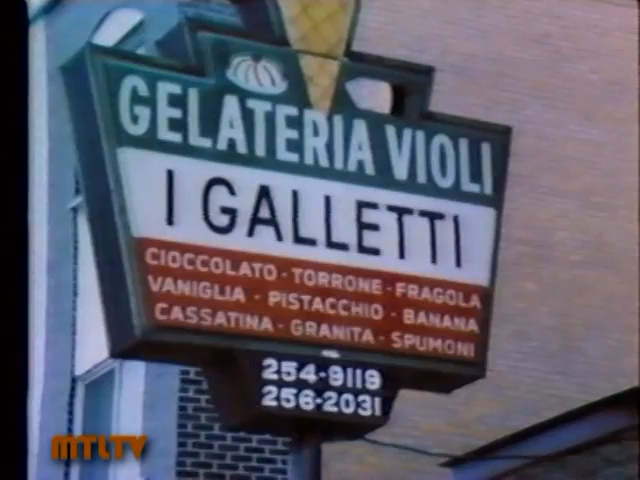 GELATERIA VIOLI
I GALLETTI
CIOCCOLATO - TORRONE - FRAGOLA
VANIGLIA - PISTACCHIO - BANANA
CASSATINA - GRANITA - SPUMONI
254-9119
256-2031
MTLTV